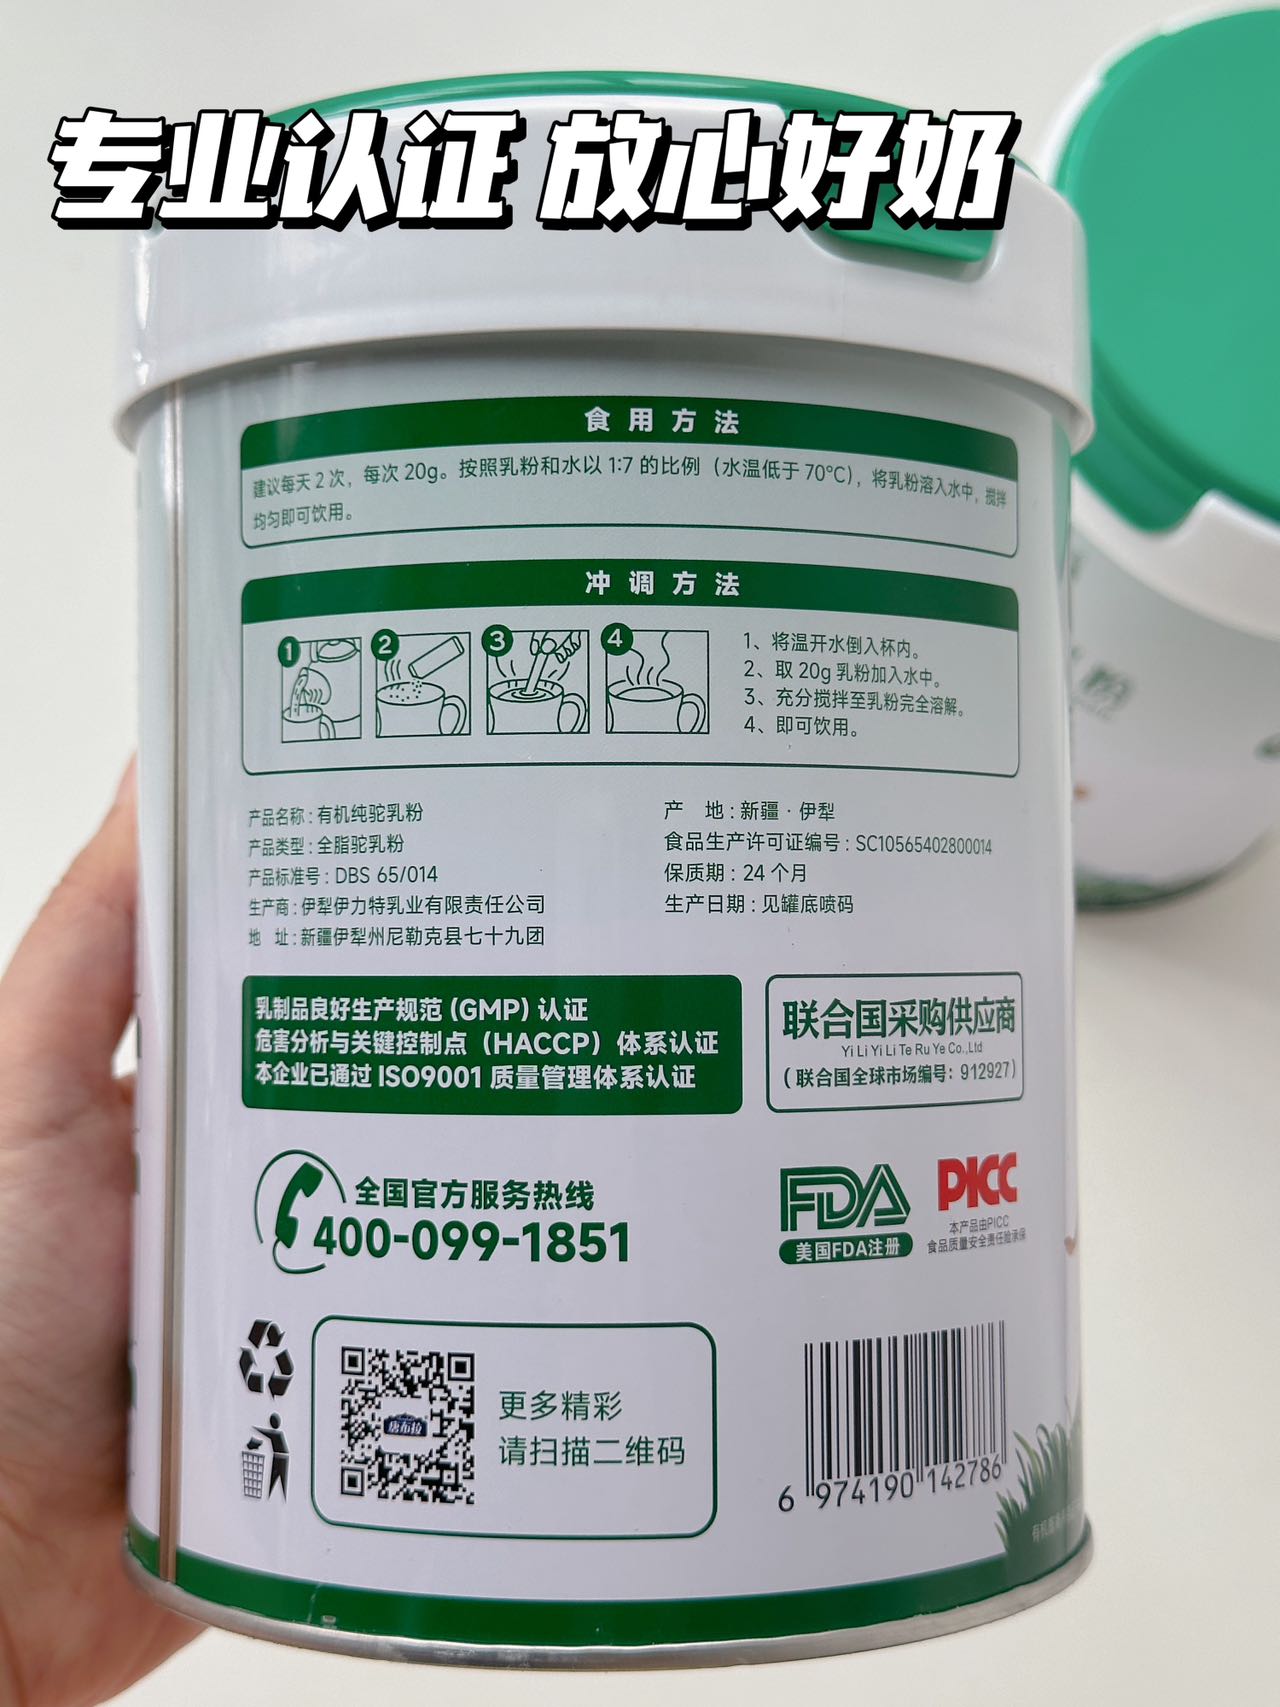 专业认证 放心好奶
食用方法
建议每天2次，每次20g。按照乳粉和水以1:7的比例（水温低于70℃），将乳粉溶入水中，搅拌
均匀即可饮用。
冲调方法
1
2
3
4
1、将温开水倒入杯内。
2、取20g乳粉加入水中。
3、充分搅拌至乳粉完全溶解。
4、即可饮用。
产品名称：有机纯驼乳粉
产品类型：全脂驼乳粉
产品标准号：DBS 65/014
生产商：伊犁伊力特乳业有限责任公司
地 址：新疆伊犁州尼勒克县七十九团
产 地：新疆·伊犁
食品生产许可证编号：SC10565402800014
保质期：24个月
生产日期：见罐底喷码
乳制品良好生产规范（GMP）认证
危害分析与关键控制点（HACCP）体系认证
本企业已通过ISO9001质量管理体系认证
联合国采购供应商
Yi Li Yi Li Te Ru Ye Co.,Ltd
（联合国全球市场编号：912927）
全国官方服务热线
400-099-1851
FDA
美国FDA注册
PICC
本产品由PICC
食品质量安全责任险承保
唐布拉
更多精彩
请扫描二维码
6 974190 142786
粉